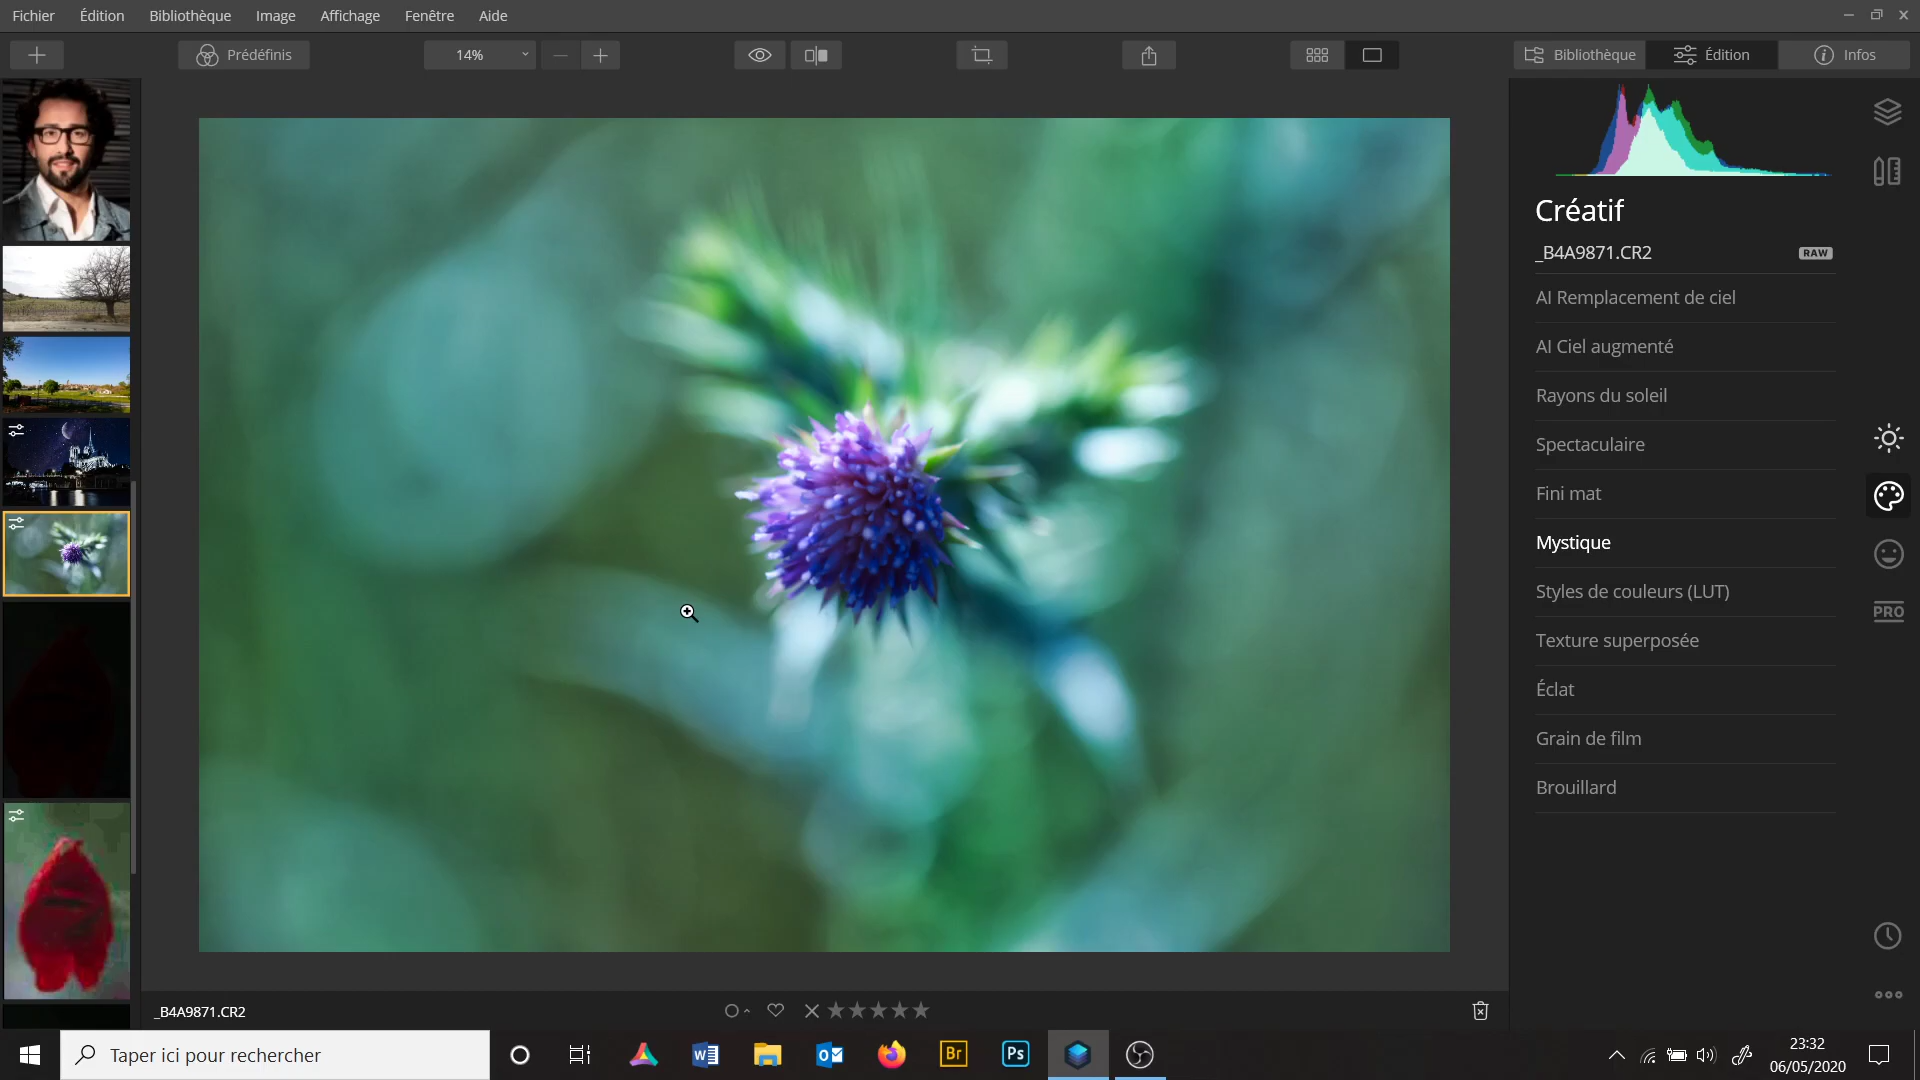 Fichier Édition Bibliothèque Image Affichage Fenêtre Aide
Prédéfinis 14% Bibliothèque Édition Infos
Créatif
_B4A9871.CR2 RAW
AI Remplacement de ciel
AI Ciel augmenté
Rayons du soleil
Spectaculaire
Fini mat
Mystique
Styles de couleurs (LUT)
PRO
Texture superposée
Éclat
Grain de film
Brouillard
_B4A9871.CR2
Taper ici pour rechercher
Br
Ps
23:32
06/05/2020